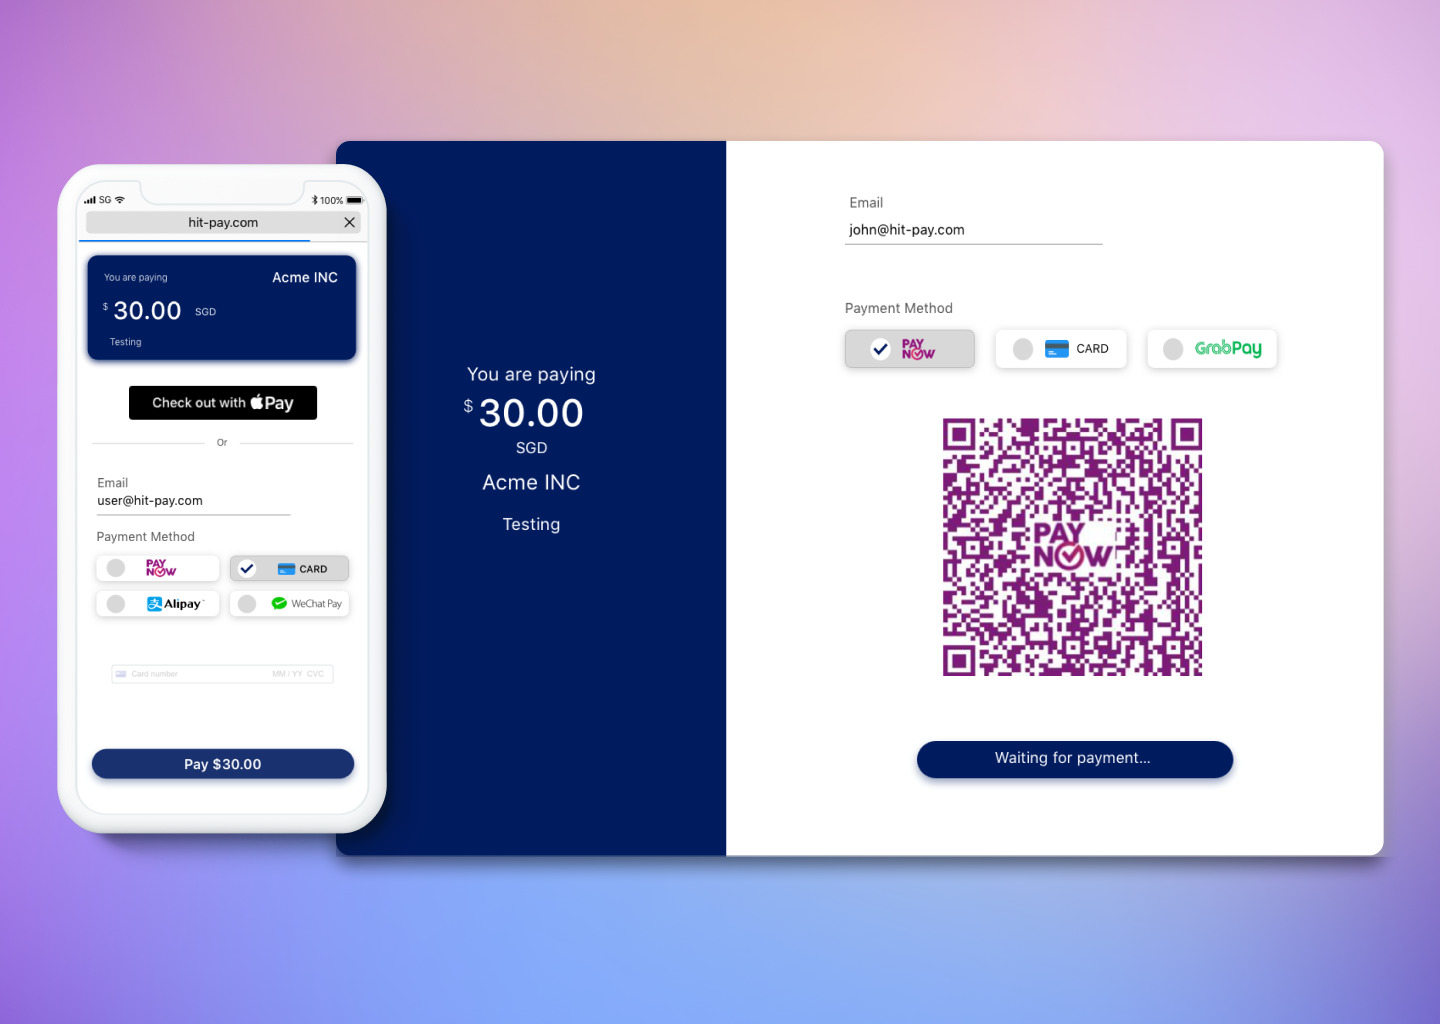 SG
100%
hit-pay.com
You are paying
Acme INC
$ 30.00 SGD
Testing
Check out with Pay
Or
Email
user@hit-pay.com
Payment Method
PAY NOW
CARD
支 Alipay
WeChat Pay
Card number MM / YY CVC
Pay $30.00
You are paying
$ 30.00
SGD
Acme INC
Testing
Email
john@hit-pay.com
Payment Method
PAY NOW
CARD
GrabPay
PAY
NOW
Waiting for payment...